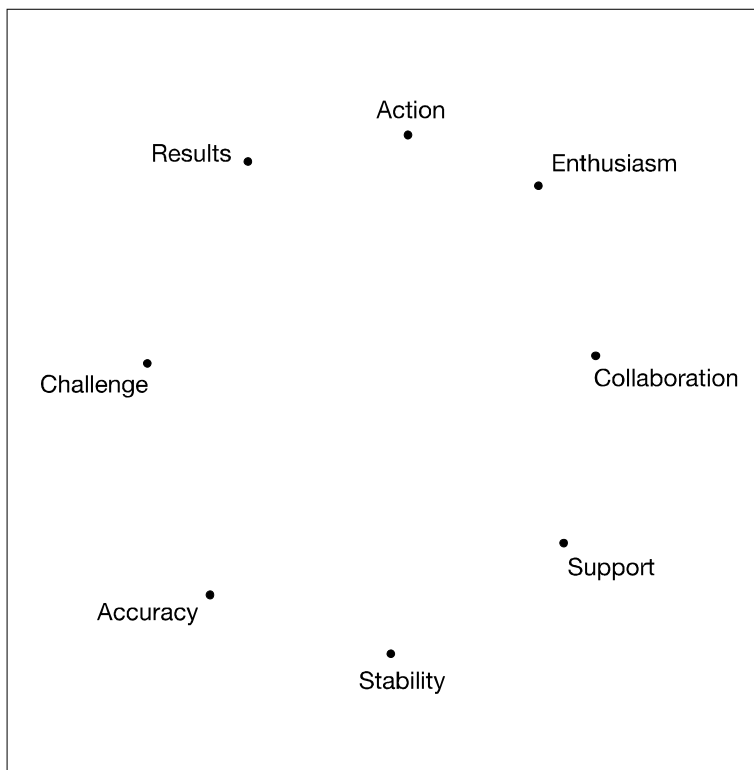 Action
Results
Enthusiasm
Challenge
Collaboration
Support
Accuracy
Stability